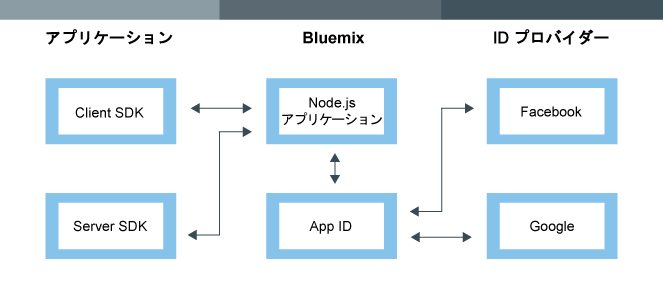 アプリケーション
Bluemix
ID プロバイダー
Client SDK
Node.js
アプリケーション
Facebook
Server SDK
App ID
Google